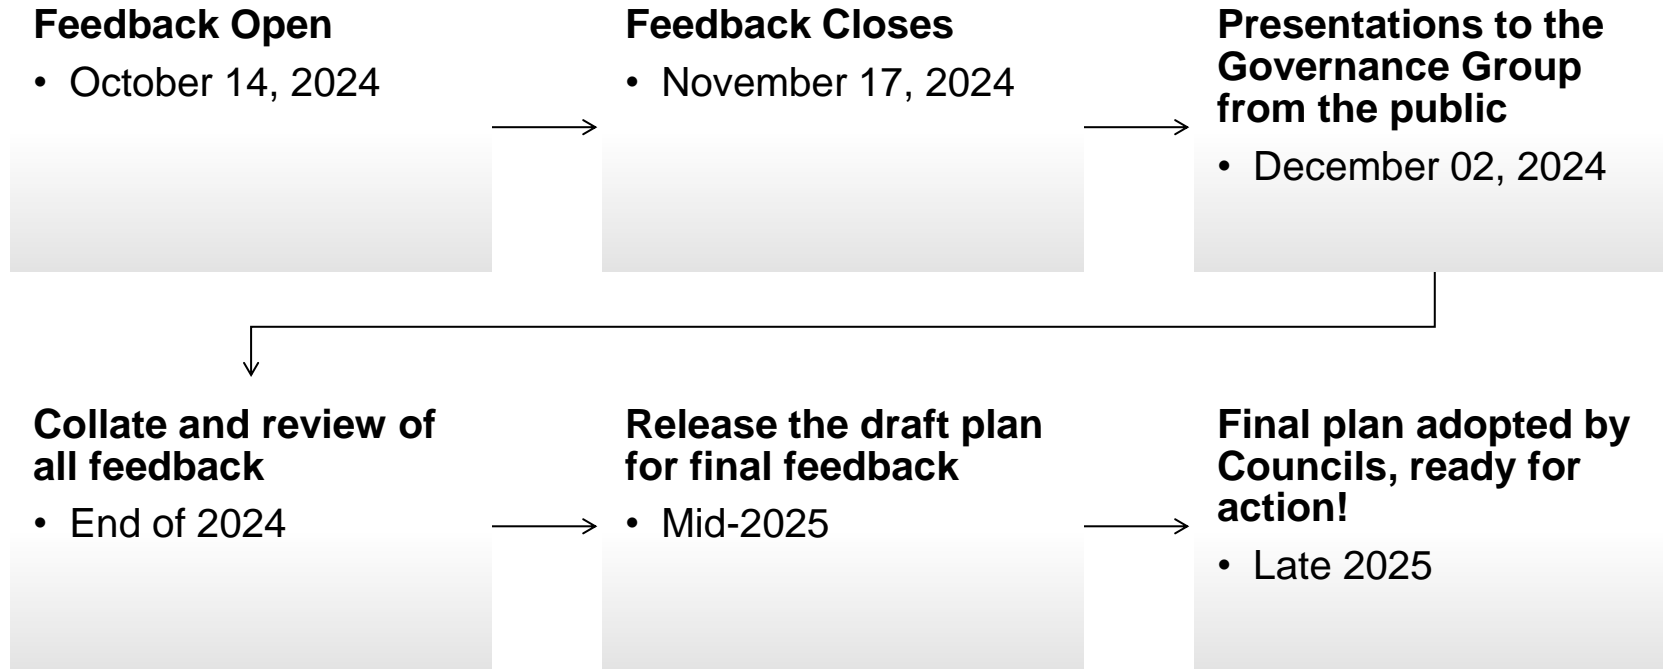 Feedback Open
• October 14, 2024
Feedback Closes
• November 17, 2024
Presentations to the
Governance Group
from the public
• December 02, 2024
Collate and review of
all feedback
• End of 2024
Release the draft plan
for final feedback
• Mid-2025
Final plan adopted by
Councils, ready for
action!
• Late 2025